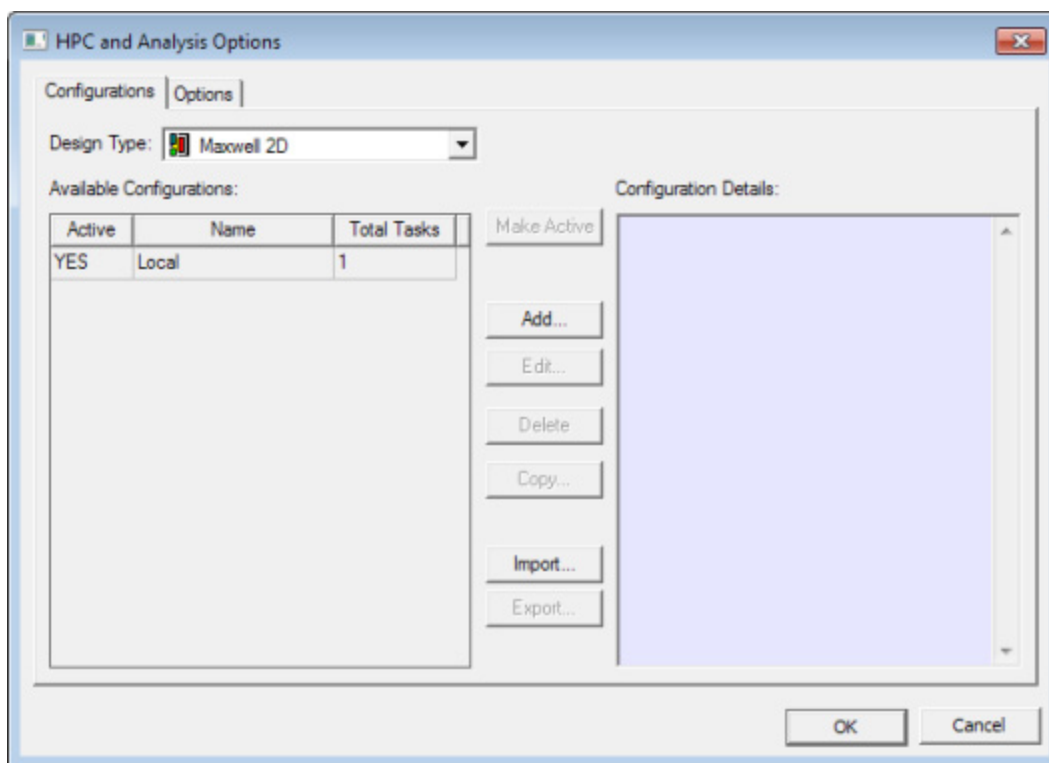 HPC and Analysis Options
Configurations Options
Design Type: Maxwell 2D
Available Configurations:
Configuration Details:
Active Name Total Tasks
YES Local 1
Make Active
Add...
Edit...
Delete
Copy...
Import...
Export...
OK Cancel